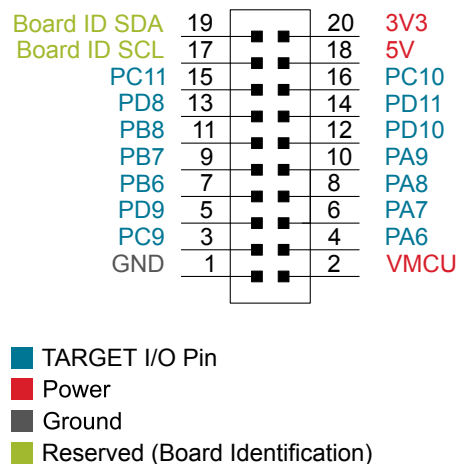 Board ID SDA 19 20 3V3
Board ID SCL 17 18 5V
PC11 15 16 PC10
PD8 13 14 PD11
PB8 11 12 PD10
PB7 9 10 PA9
PB6 7 8 PA8
PD9 5 6 PA7
PC9 3 4 PA6
GND 1 2 VMCU
TARGET I/O Pin
Power
Ground
Reserved (Board Identification)